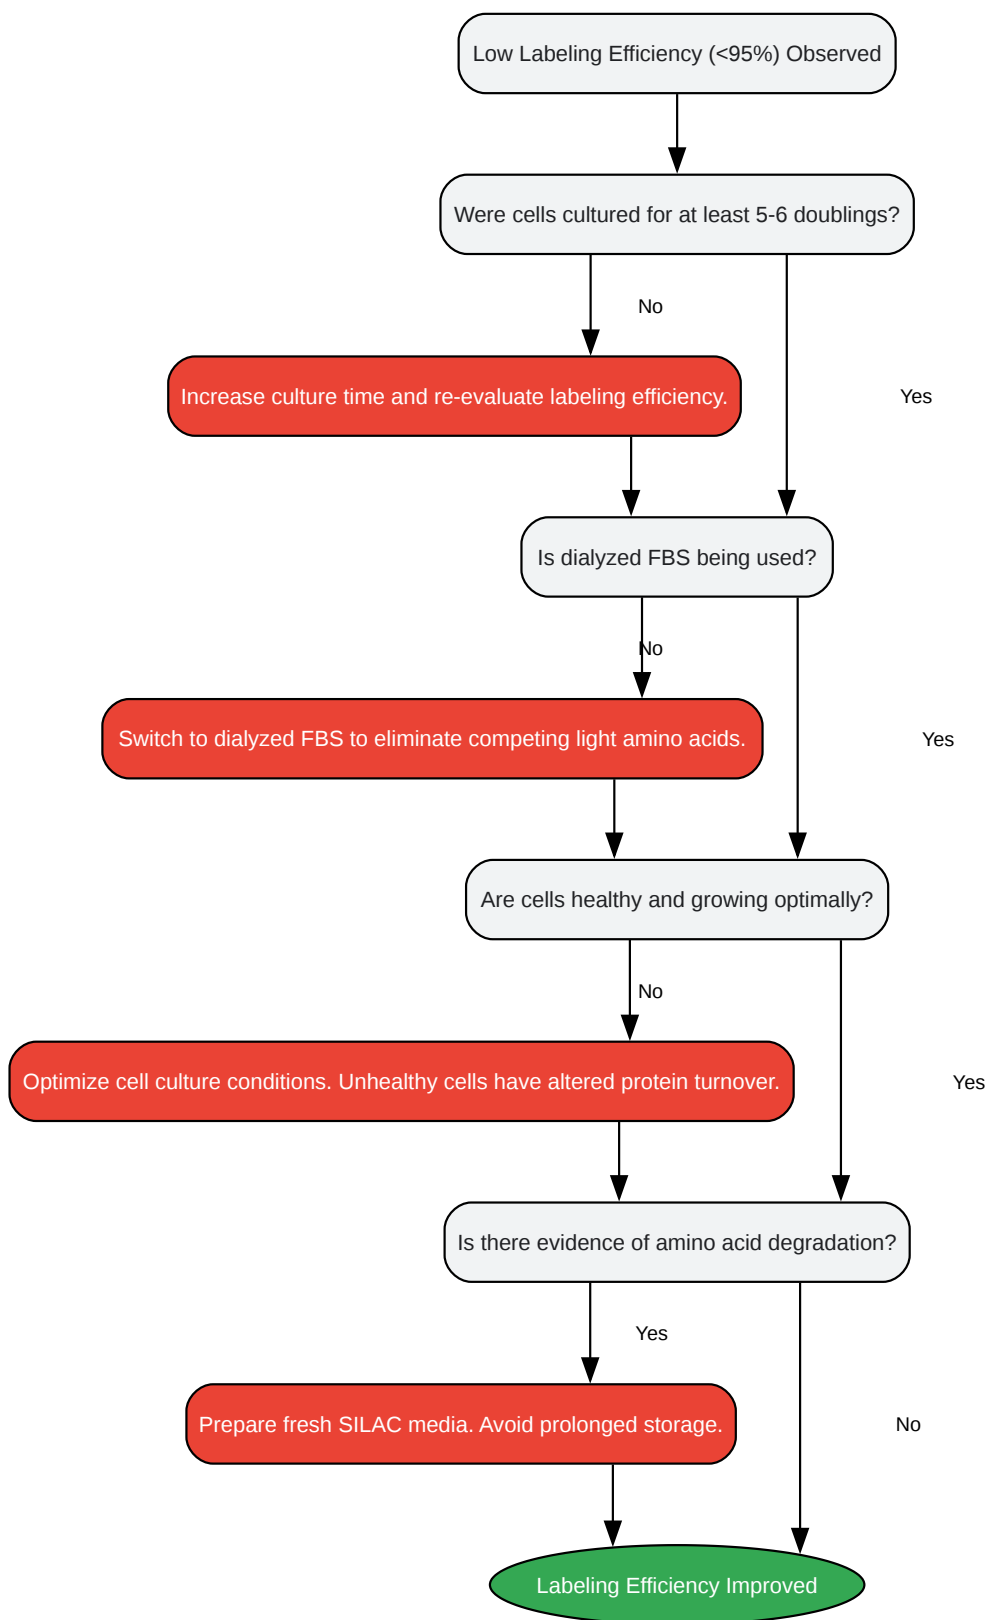 Low Labeling Efficiency (<95%) Observed
Were cells cultured for at least 5-6 doublings?
No
Increase culture time and re-evaluate labeling efficiency.
Yes
Is dialyzed FBS being used?
No
Switch to dialyzed FBS to eliminate competing light amino acids.
Yes
Are cells healthy and growing optimally?
No
Optimize cell culture conditions. Unhealthy cells have altered protein turnover.
Yes
Is there evidence of amino acid degradation?
Yes
Prepare fresh SILAC media. Avoid prolonged storage.
No
Labeling Efficiency Improved